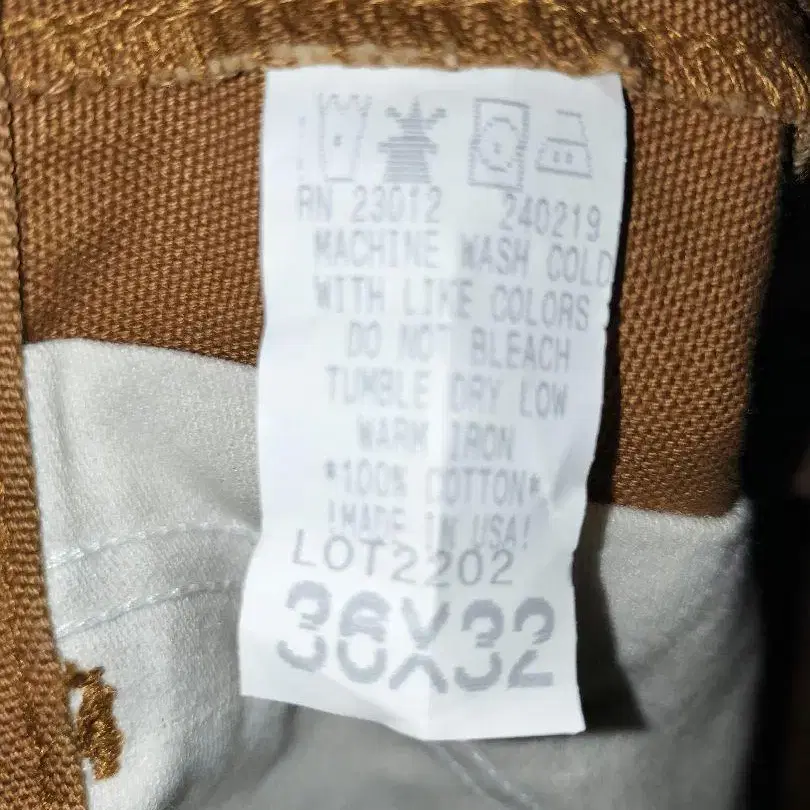 RN 23012 240219
MACHINE WASH COLD
WITH LIKE COLORS
DO NOT BLEACH
TUMBLE DRY LOW
WARM IRON
*100% COTTON*
!MADE IN USA!
LOT2202
36X32